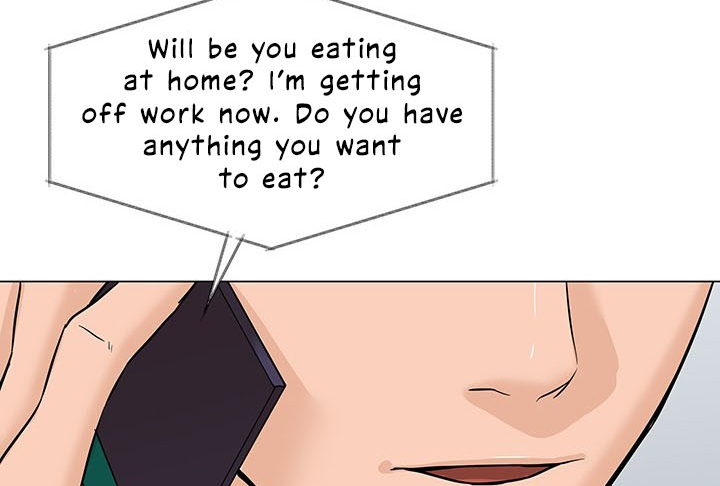 Will be you eating
at home? I'm getting
off work now. Do you have
anything you want
to eat?